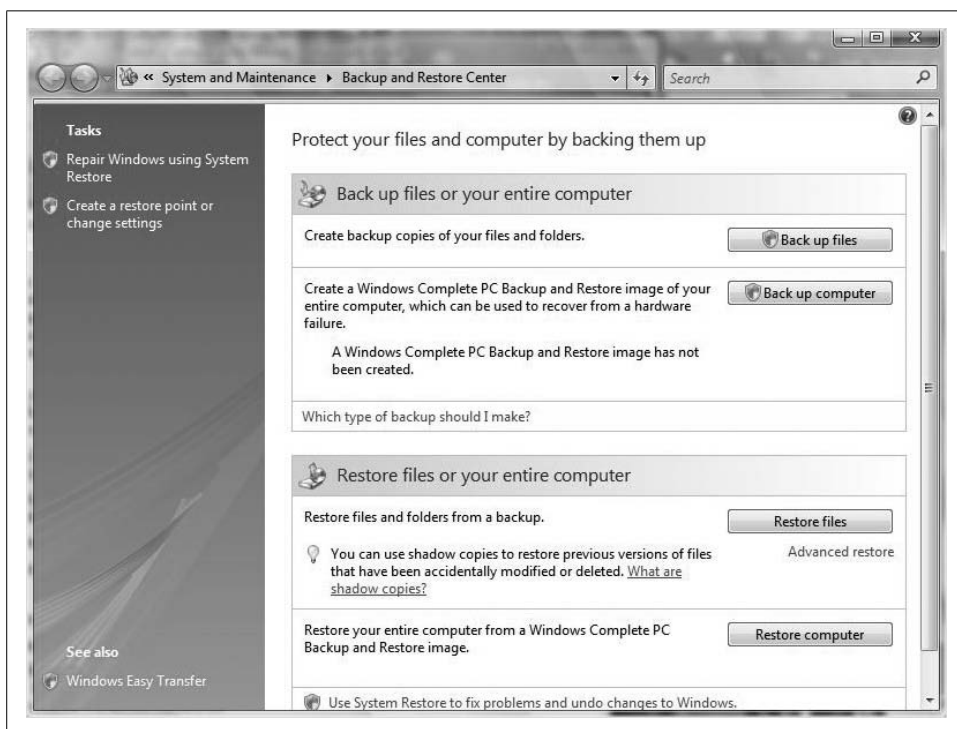 « System and Maintenance ▸ Backup and Restore Center
Search
Tasks
Repair Windows using System
Restore
Create a restore point or
change settings
See also
Windows Easy Transfer
Protect your files and computer by backing them up
Back up files or your entire computer
Create backup copies of your files and folders.
Back up files
Create a Windows Complete PC Backup and Restore image of your
entire computer, which can be used to recover from a hardware
failure.
Back up computer
A Windows Complete PC Backup and Restore image has not
been created.
Which type of backup should I make?
Restore files or your entire computer
Restore files and folders from a backup.
Restore files
You can use shadow copies to restore previous versions of files
that have been accidentally modified or deleted. What are
shadow copies?
Advanced restore
Restore your entire computer from a Windows Complete PC
Backup and Restore image.
Restore computer
Use System Restore to fix problems and undo changes to Windows.